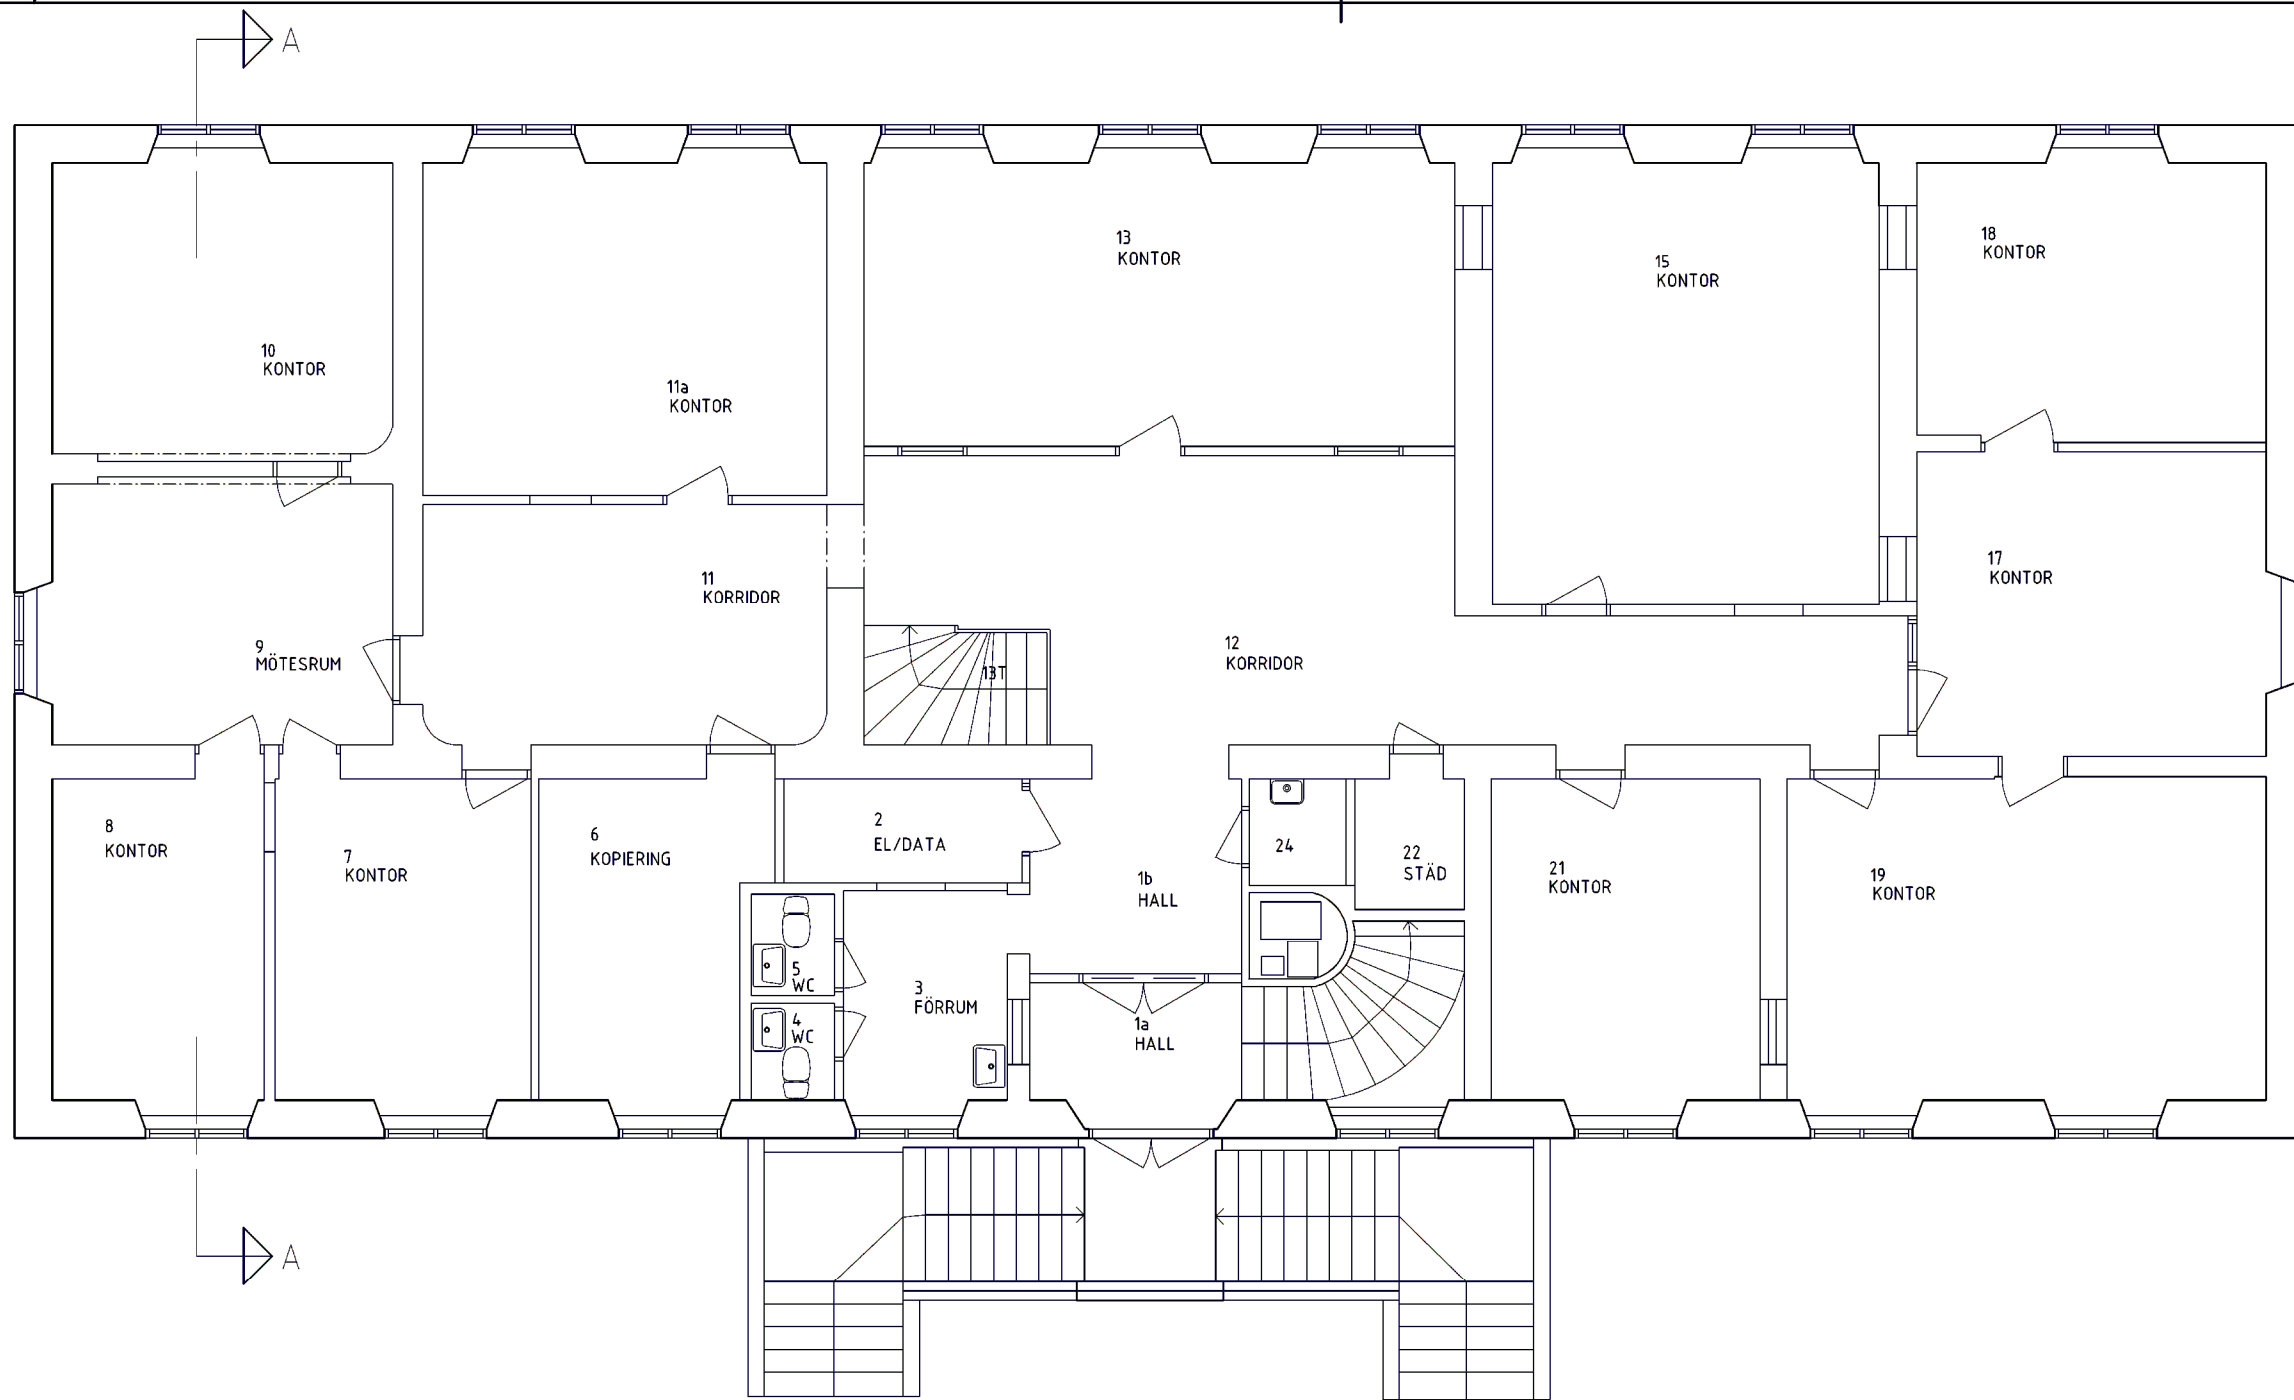 A
10
KONTOR
11a
KONTOR
13
KONTOR
15
KONTOR
18
KONTOR
9
MÖTESRUM
11
KORRIDOR
13T
12
KORRIDOR
17
KONTOR
8
KONTOR
7
KONTOR
6
KOPIERING
2
EL/DATA
1b
HALL
24
22
STÄD
21
KONTOR
19
KONTOR
5
WC
4
WC
3
FÖRRUM
1a
HALL
A